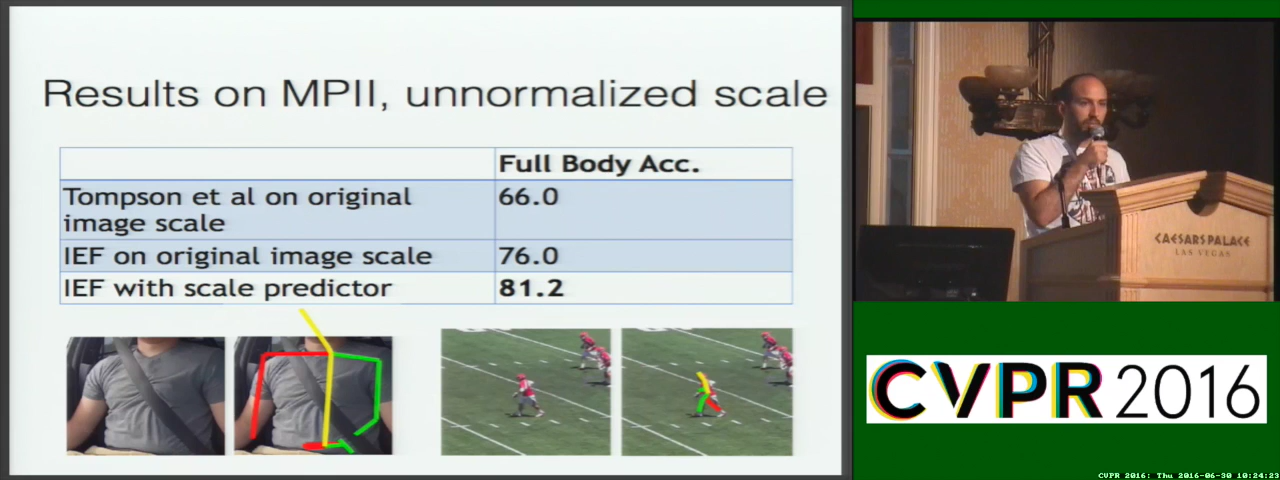 Results on MPII, unnormalized scale
Full Body Acc.
Tompson et al on original
image scale
66.0
IEF on original image scale
76.0
IEF with scale predictor
81.2
CAESARS PALACE
LAS VEGAS
CVPR 2016
CVPR 2016: Thu 2016-06-30 10:24:23